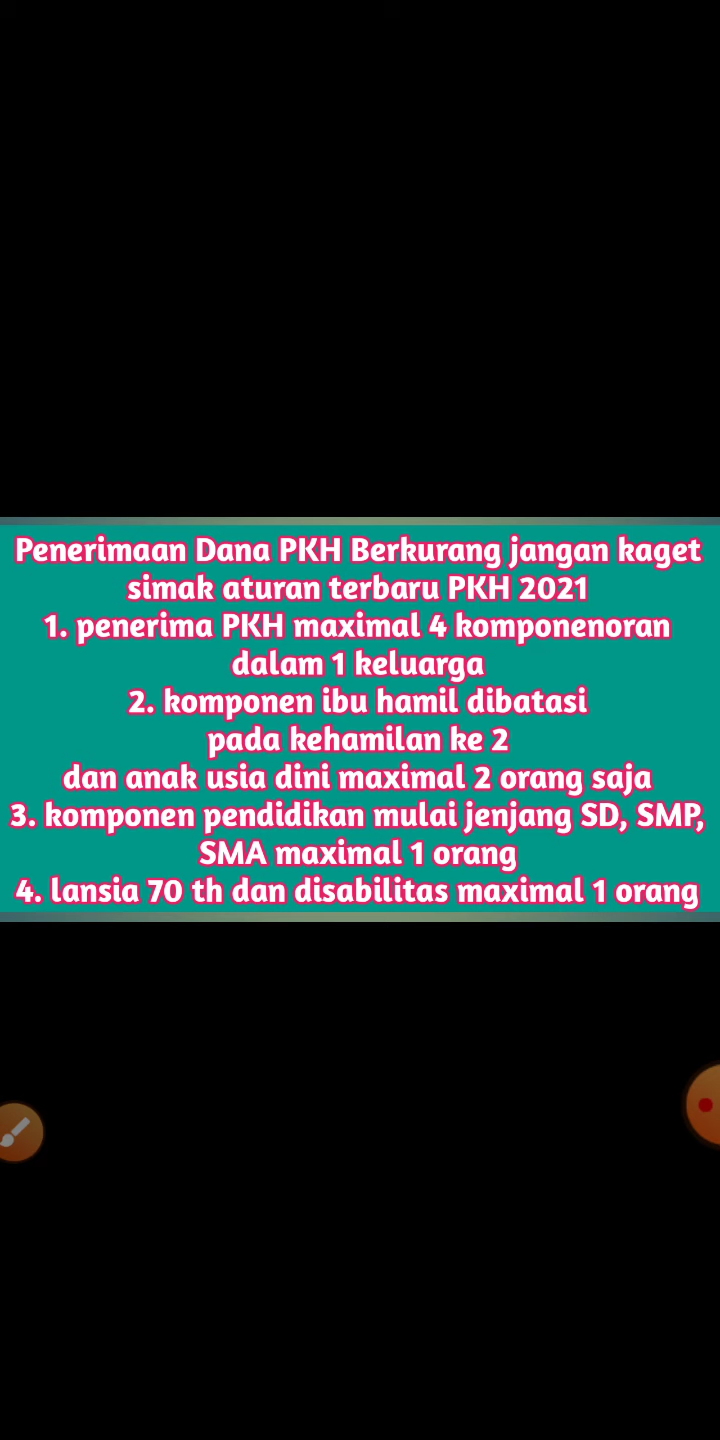 Penerimaan Dana PKH Berkurang jangan kaget
simak aturan terbaru PKH 2021
1. penerima PKH maximal 4 komponenoran
dalam 1 keluarga
2. komponen ibu hamil dibatasi
pada kehamilan ke 2
dan anak usia dini maximal 2 orang saja
3. komponen pendidikan mulai jenjang SD, SMP,
SMA maximal 1 orang
4. lansia 70 th dan disabilitas maximal 1 orang